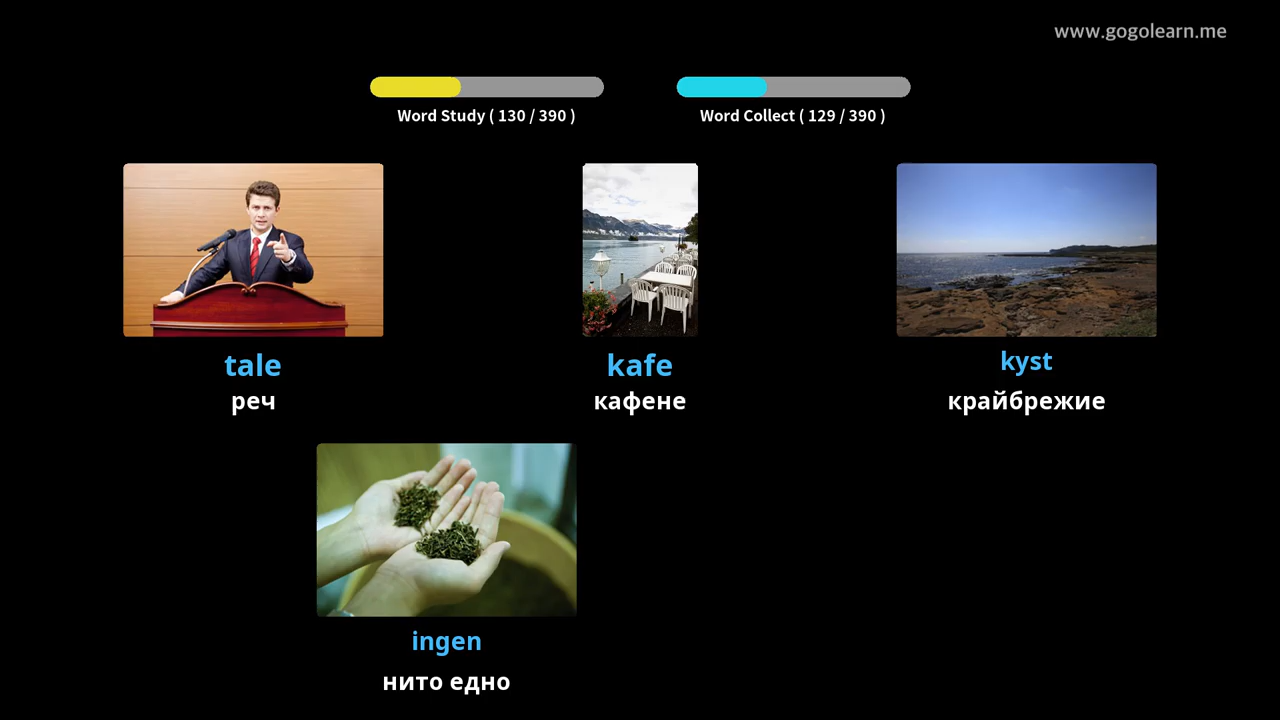 www.gogolearn.me
Word Study ( 130 / 390 )
Word Collect ( 129 / 390 )
tale
реч
kafe
кафене
kyst
крайбрежие
ingen
нито едно